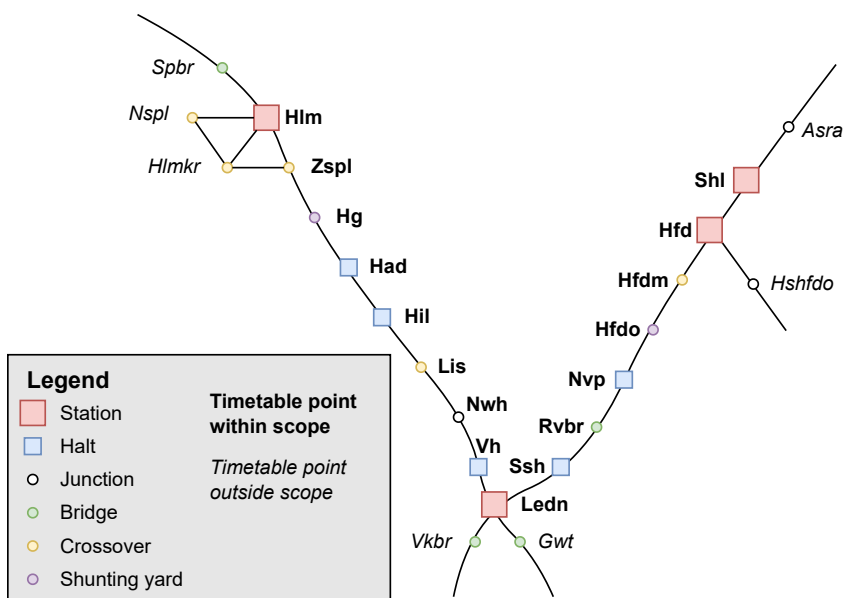 Spbr
Nspl
Hlm
Asra
Hlmkr
Zspl
Shl
Hg
Hfd
Had
Hfdm
Hshfdo
Hil
Hfdo
Lis
Nvp
Nwh
Rvbr
Vh
Ssh
Ledn
Vkbr
Gwt
Legend
Station
Halt
Junction
Bridge
Crossover
Shunting yard
Timetable point
within scope
Timetable point
outside scope